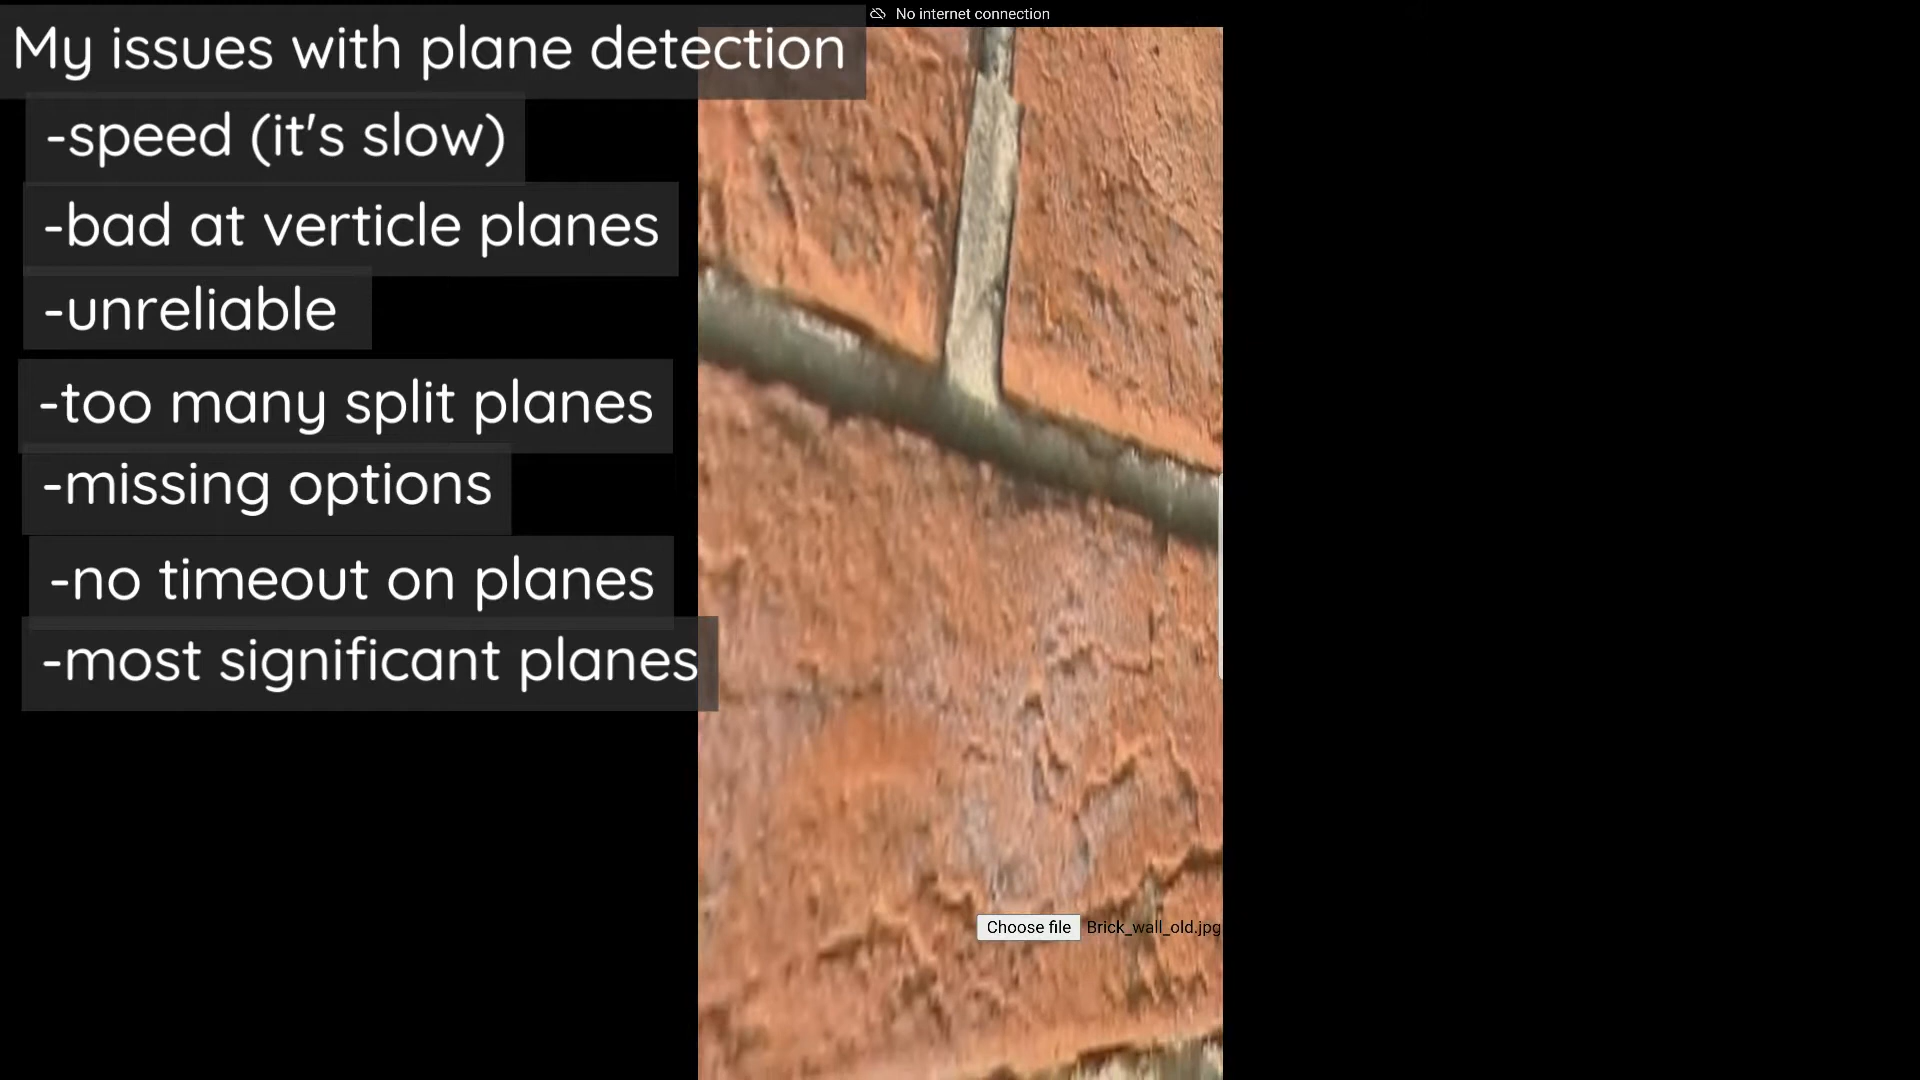 No internet connection
My issues with plane detection
-speed (it's slow)
-bad at verticle planes
-unreliable
-too many split planes
-missing options
-no timeout on planes
-most significant planes
Choose file Brick_wall_old.jpg